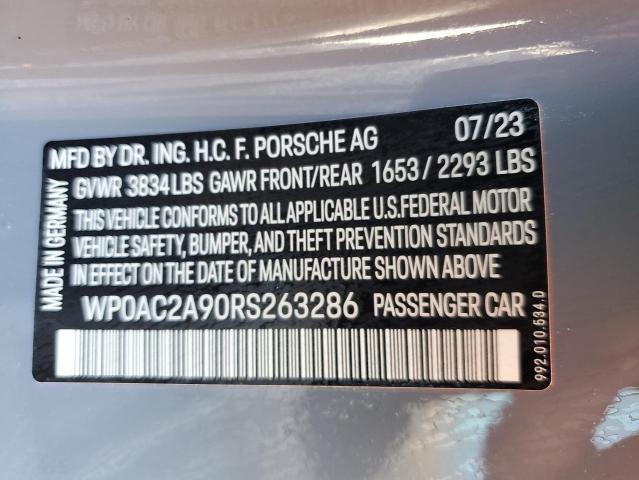 MFD BY DR. ING. H.C. F. PORSCHE AG 07/23
GVWR 3834 LBS GAWR FRONT/REAR 1653 / 2293 LBS
THIS VEHICLE CONFORMS TO ALL APPLICABLE U.S.FEDERAL MOTOR
VEHICLE SAFETY, BUMPER, AND THEFT PREVENTION STANDARDS
IN EFFECT ON THE DATE OF MANUFACTURE SHOWN ABOVE
WP0AC2A90RS263286 PASSENGER CAR
MADE IN GERMANY
992.010.534.D